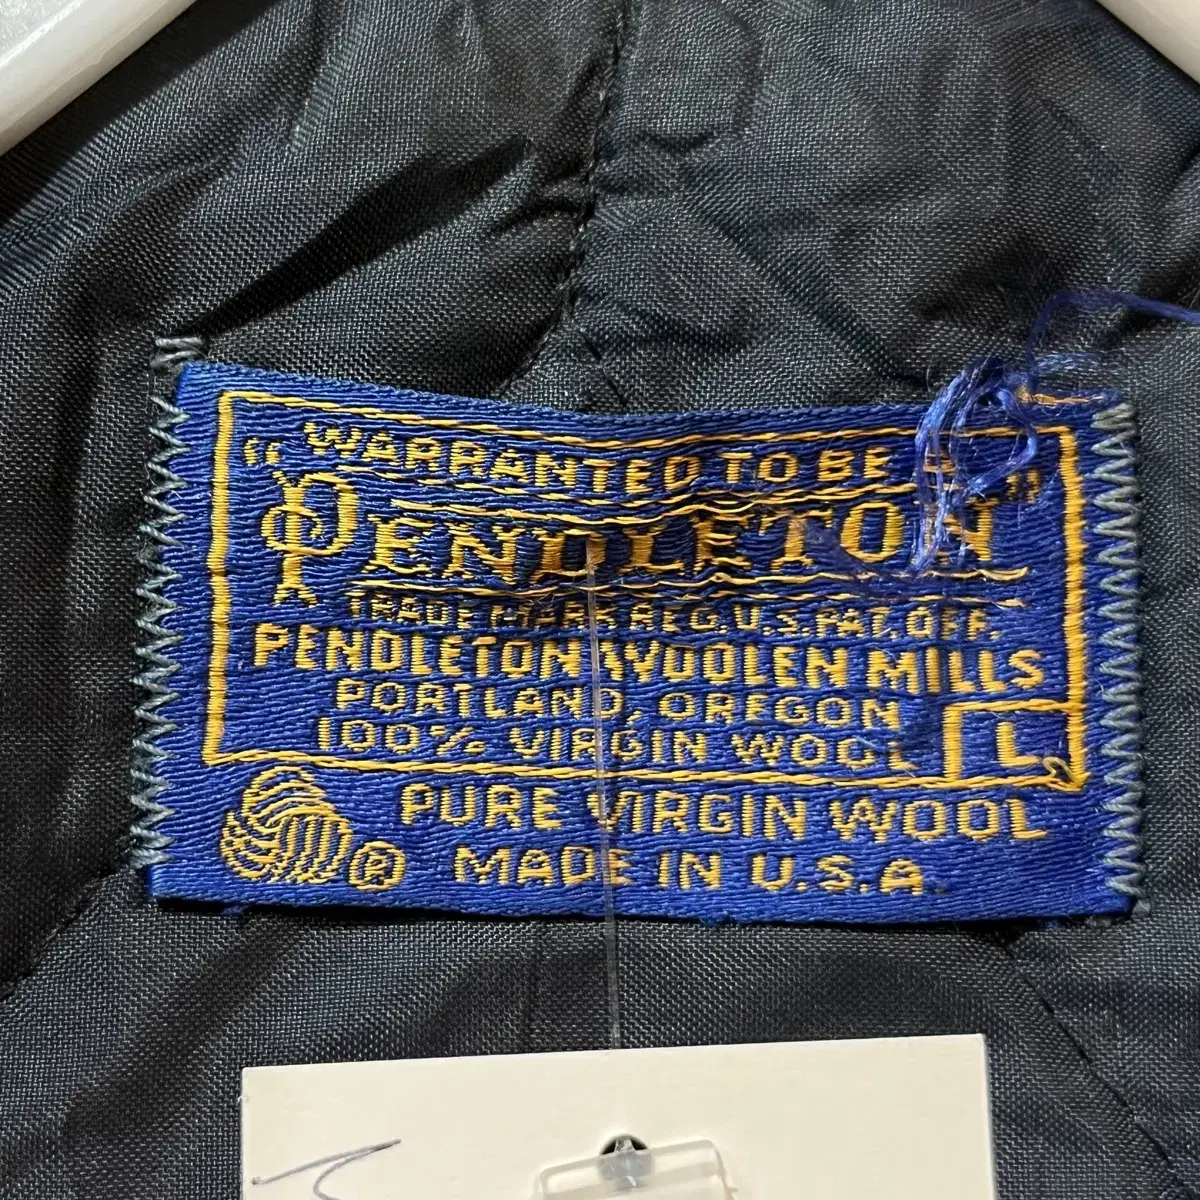 "WARRANTED TO BE A
PENDLETON"
TRADE MARK REG. U.S. PAT. OFF.
PENDLETON WOOLEN MILLS
PORTLAND, OREGON
100% VIRGIN WOOL
L
PURE VIRGIN WOOL
® MADE IN U.S.A.